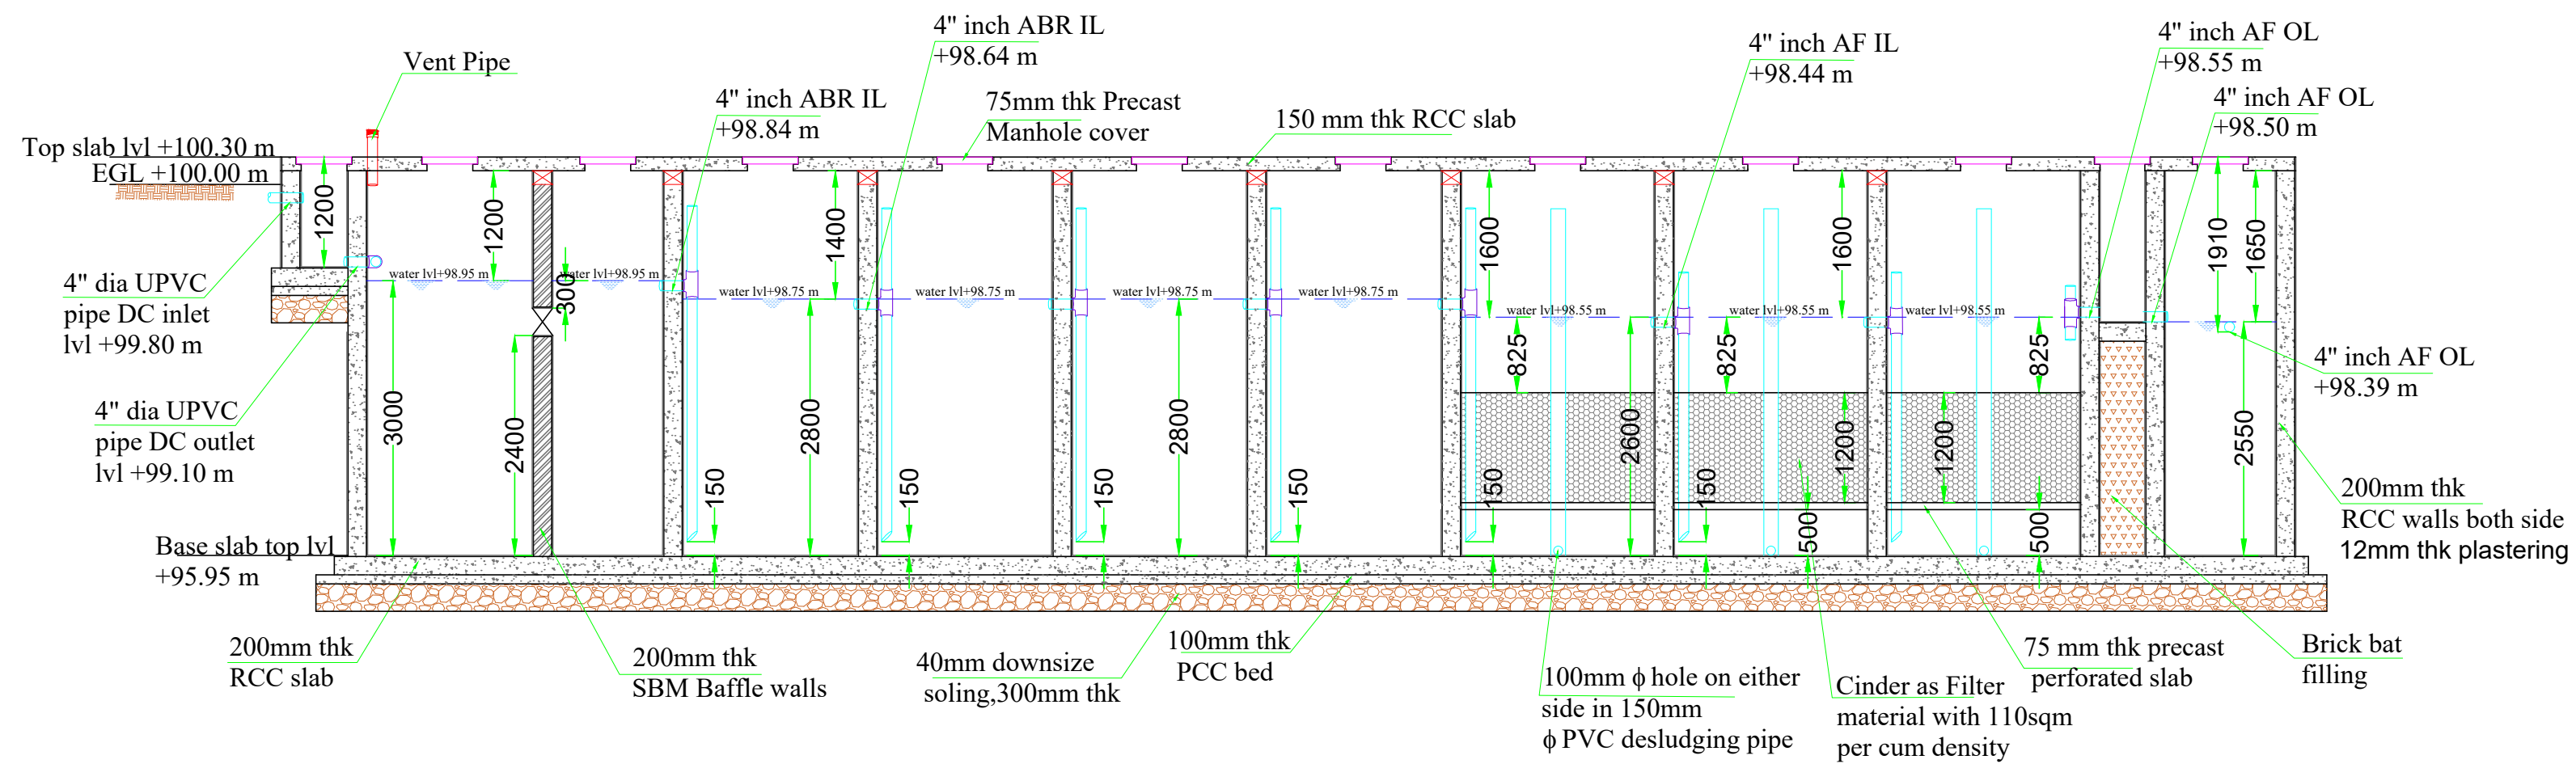 4" inch ABR IL
+98.64 m
4" inch AF IL
+98.44 m
4" inch AF OL
+98.55 m
Vent Pipe
4" inch ABR IL
+98.84 m
75mm thk Precast
Manhole cover
150 mm thk RCC slab
4" inch AF OL
+98.50 m
Top slab lvl +100.30 m
EGL +100.00 m
1200
1200
1400
1600
1600
1910
1650
4" dia UPVC
pipe DC inlet
lvl +99.80 m
water lvl+98.95 m
water lvl+98.95 m
300
water lvl+98.75 m
water lvl+98.75 m
water lvl+98.75 m
water lvl+98.75 m
water lvl+98.55 m
water lvl+98.55 m
water lvl+98.55 m
825
825
825
4" inch AF OL
+98.39 m
4" dia UPVC
pipe DC outlet
lvl +99.10 m
3000
2400
2800
2800
2600
1200
1200
2550
150
150
150
150
150
150
500
500
200mm thk
RCC walls both side
12mm thk plastering
Base slab top lvl
+95.95 m
200mm thk
RCC slab
200mm thk
SBM Baffle walls
40mm downsize
soling,300mm thk
100mm thk
PCC bed
100mm ϕ hole on either
side in 150mm
ϕ PVC desludging pipe
Cinder as Filter
material with 110sqm
per cum density
75 mm thk precast
perforated slab
Brick bat
filling